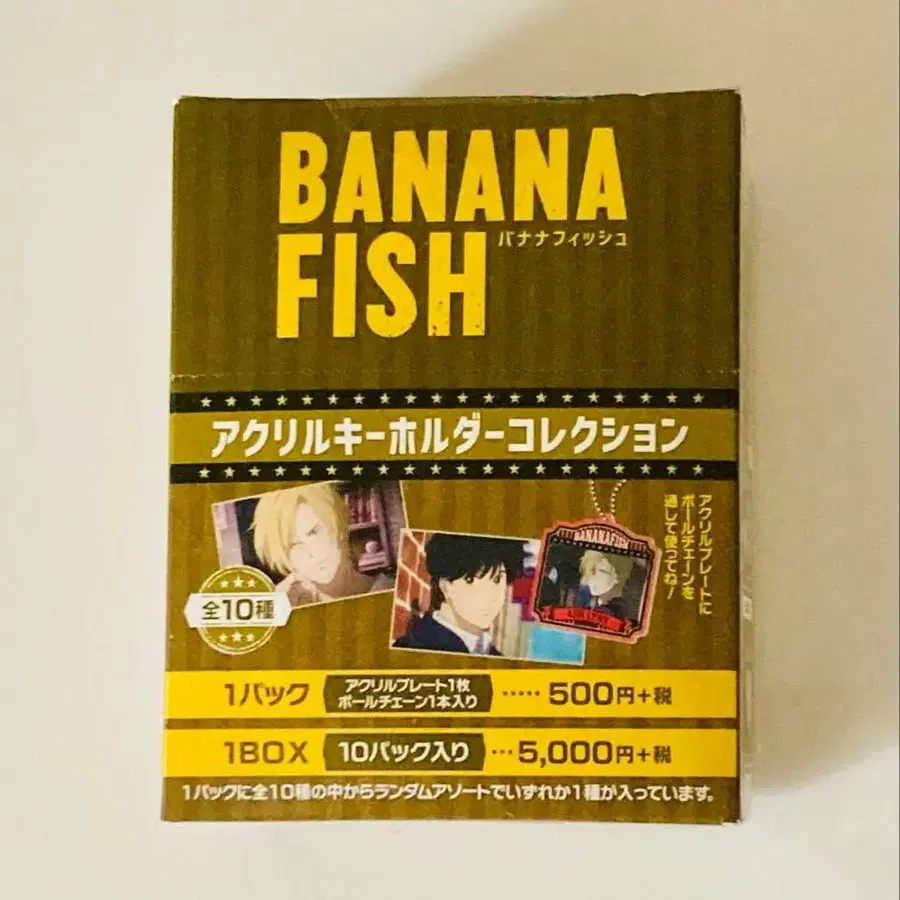 BANANA
FISH
バナナフィッシュ
アクリルキーホルダーコレクション
アクリルプレートに
ボールチェーンを
通して使ってね!
BANANAFISH
全10種
1パック
アクリルプレート1枚
ボールチェーン1本入り
‥‥‥500円+税
1BOX
10パック入り
…5,000円+税
1パックに全10種の中からランダムアソートでいずれか1種が入っています。